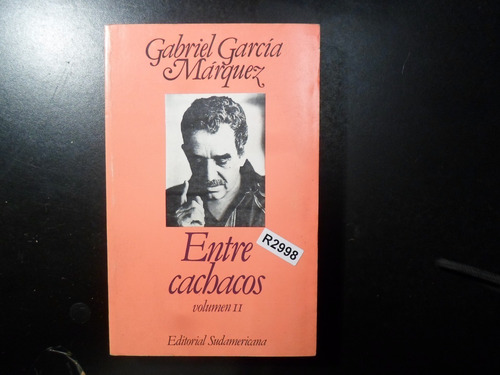 Gabriel García
Márquez
Entre
cachacos
R2998
volumen II
Editorial Sudamericana